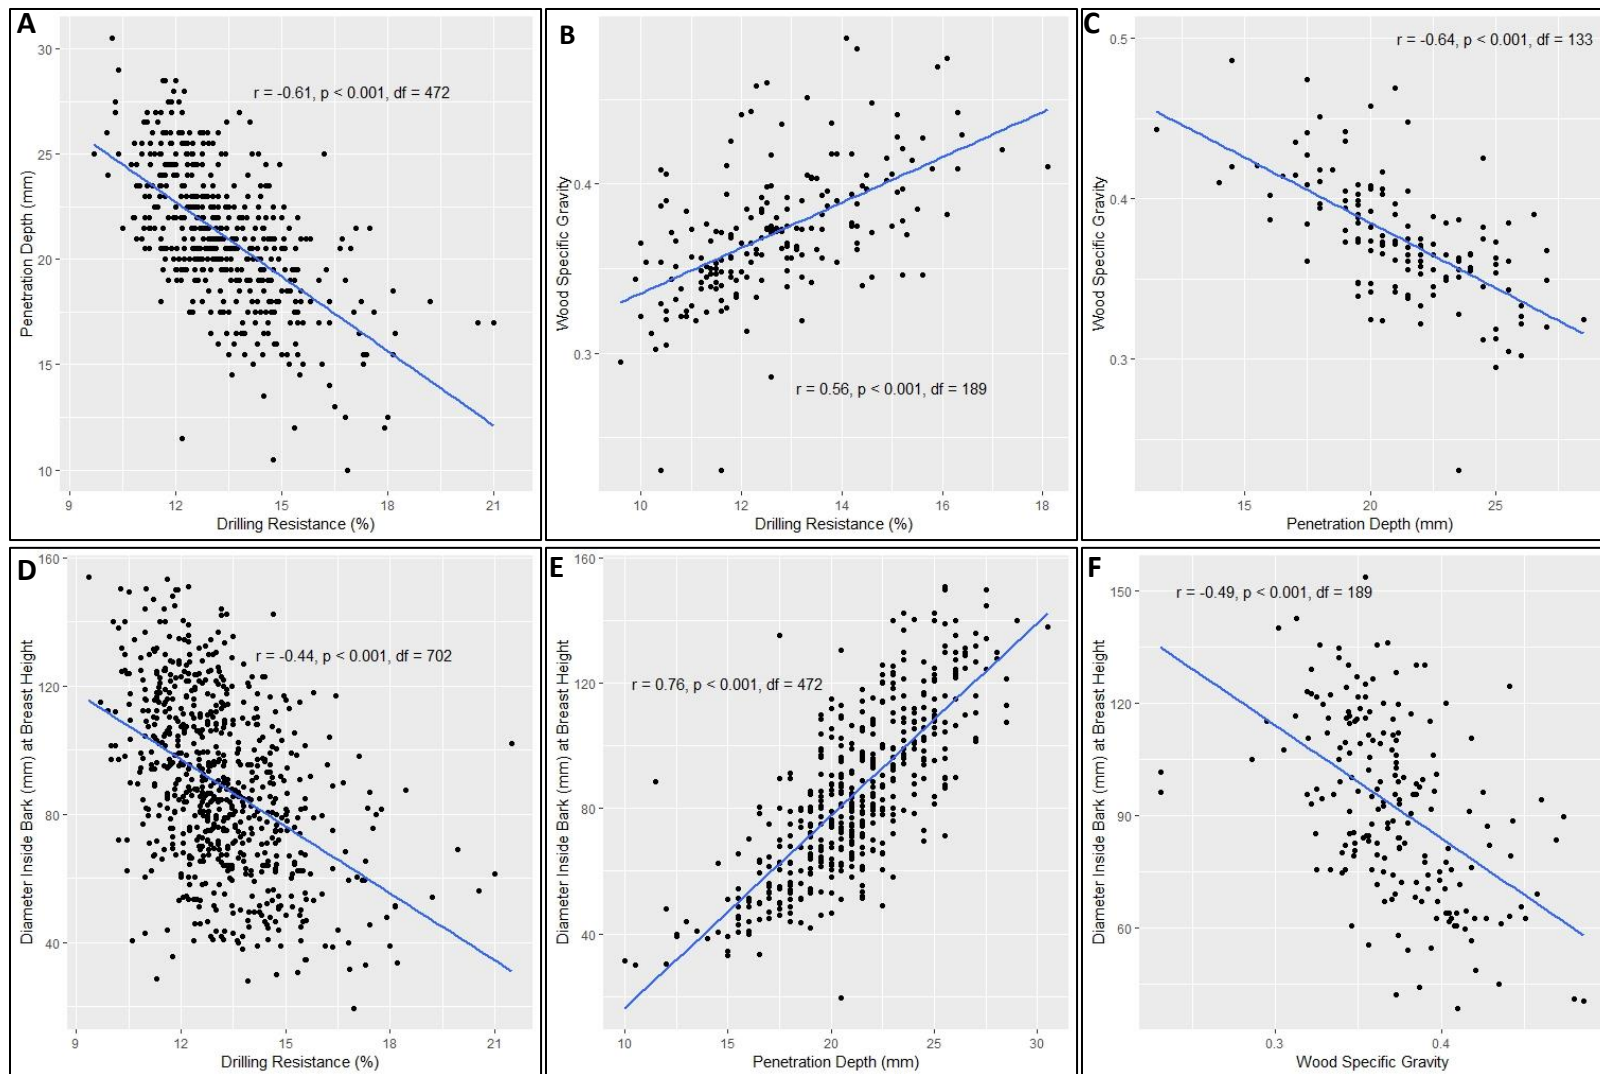 A
r = -0.61, p < 0.001, df = 472
Penetration Depth (mm)
30
25
20
15
10
9
12
15
18
21
Drilling Resistance (%)
B
r = 0.56, p < 0.001, df = 189
Wood Specific Gravity
0.4
0.3
10
12
14
16
18
Drilling Resistance (%)
C
r = -0.64, p < 0.001, df = 133
Wood Specific Gravity
0.5
0.4
0.3
15
20
25
Penetration Depth (mm)
D
r = -0.44, p < 0.001, df = 702
Diameter Inside Bark (mm) at Breast Height
160
120
80
40
9
12
15
18
21
Drilling Resistance (%)
E
r = 0.76, p < 0.001, df = 472
Diameter Inside Bark (mm) at Breast Height
160
120
80
40
10
15
20
25
30
Penetration Depth (mm)
F
r = -0.49, p < 0.001, df = 189
Diameter Inside Bark (mm) at Breast Height
150
120
90
60
0.3
0.4
Wood Specific Gravity